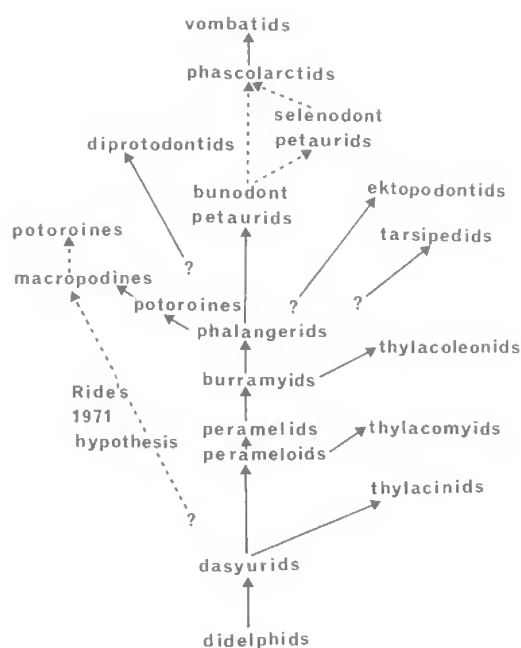 vombatids
phascolarctids
selenodont
petaurids
diprotodontids
bunodont
petaurids
ektopodontids
potoroines
tarsipedids
?
macropodines
potoroines
?
?
phalangerids
thylacoleonids
burramyids
Ride's
1971
hypothesis
peramelids
thylacomyids
perameloids
thylacinids
?
dasyurids
didelphids